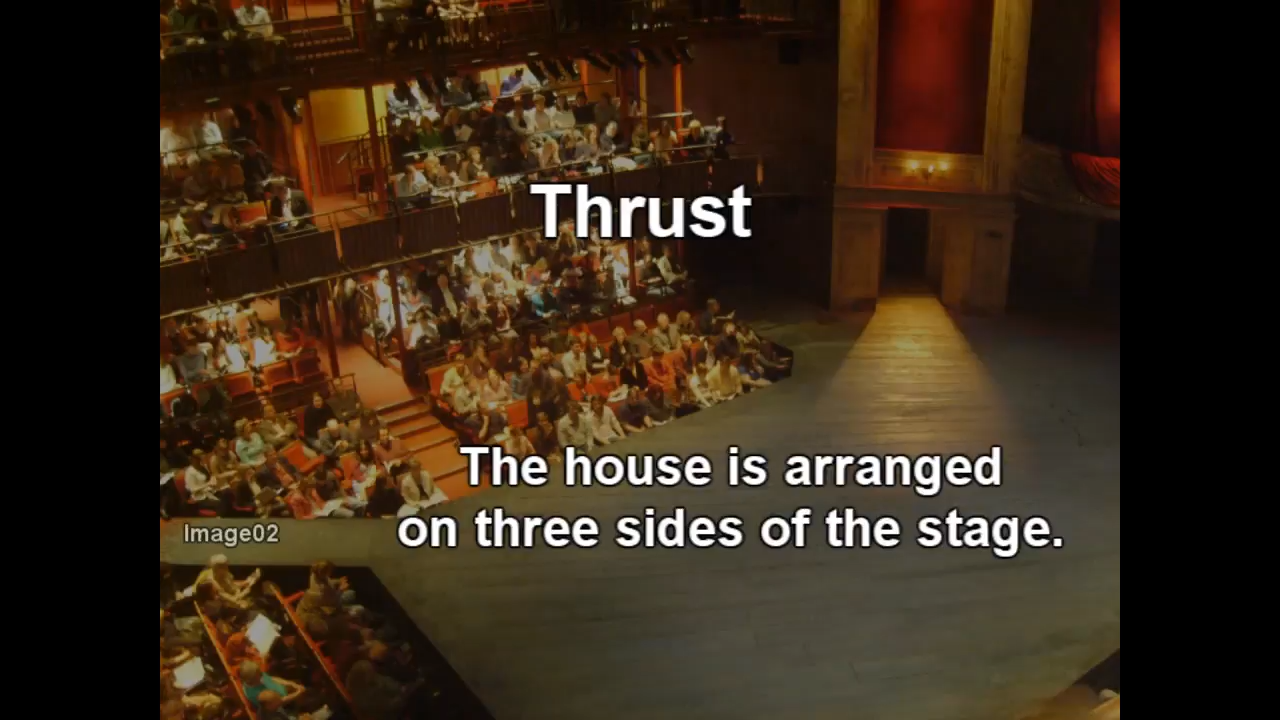 Thrust
The house is arranged
on three sides of the stage.
Image02